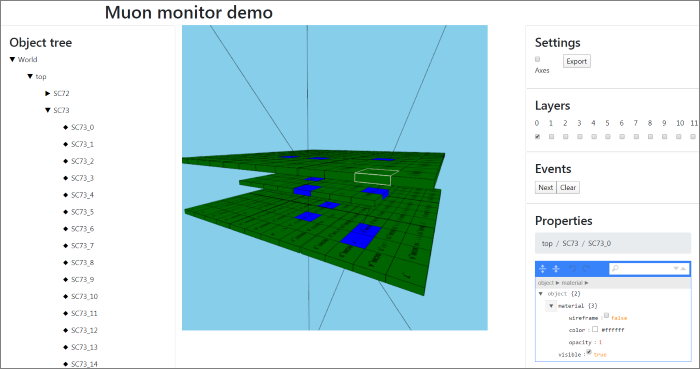 Muon monitor demo
Object tree
World
top
SC72
SC73
SC73_0
SC73_1
SC73_2
SC73_3
SC73_4
SC73_5
SC73_6
SC73_7
SC73_8
SC73_9
SC73_10
SC73_11
SC73_12
SC73_13
SC73_14
Settings
Axes
Export
Layers
0 1 2 3 4 5 6 7 8 9 10 11
Events
Next Clear
Properties
top / SC73 / SC73_0
object ▶ material ▶
object {2}
material {3}
wireframe : false
color : #ffffff
opacity : 1
visible : true